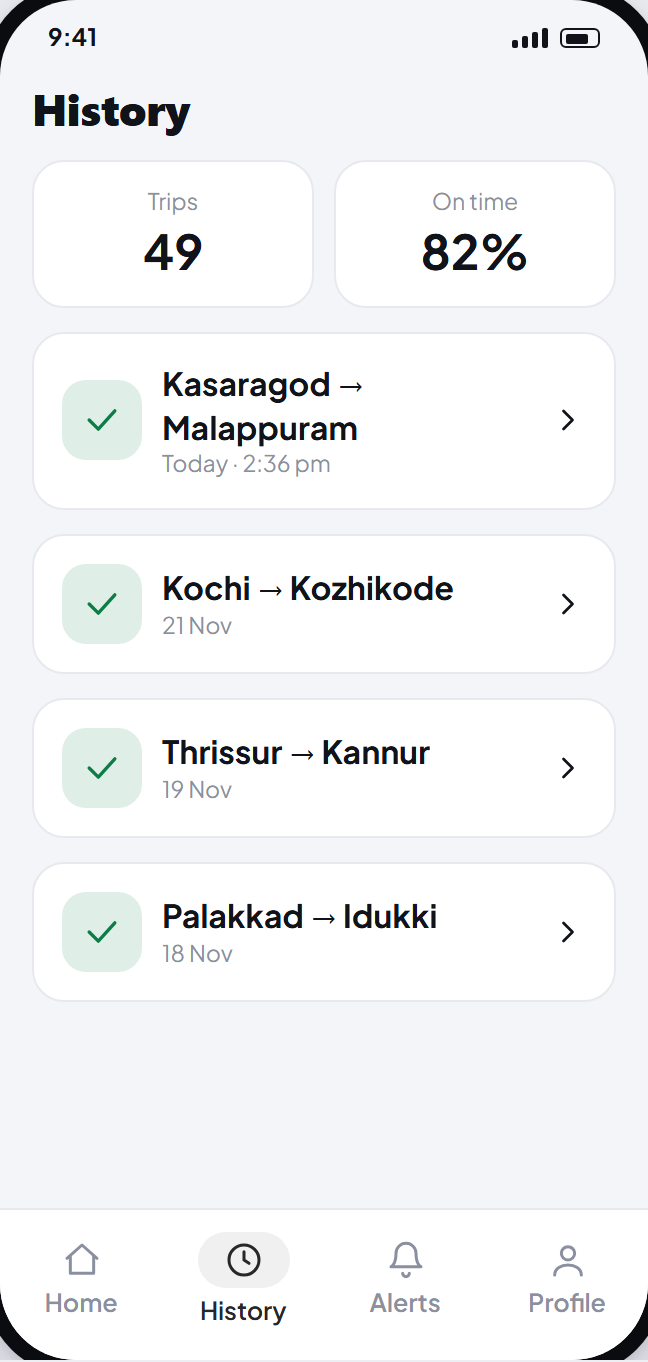 9:41
History
Trips
49
On time
82%
Kasaragod →
Malappuram
Today · 2:36 pm
Kochi → Kozhikode
21 Nov
Thrissur → Kannur
19 Nov
Palakkad → Idukki
18 Nov
Home
History
Alerts
Profile